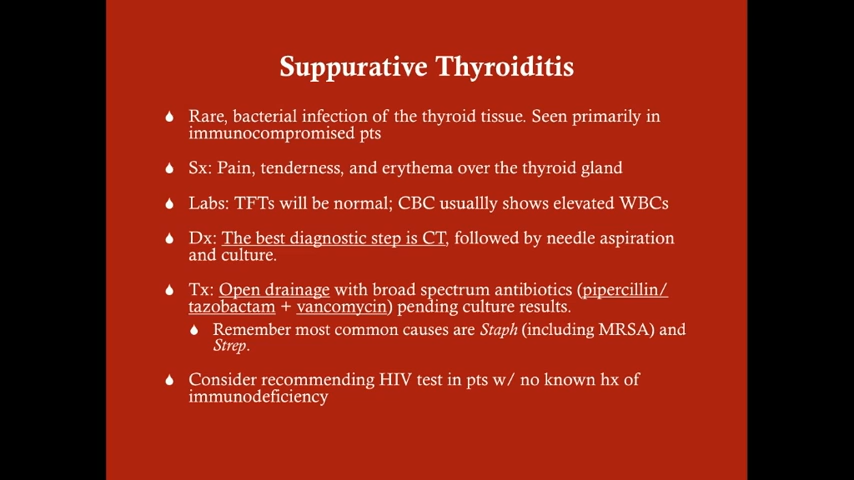 Suppurative Thyroiditis
Rare, bacterial infection of the thyroid tissue. Seen primarily in
immunocompromised pts
Sx: Pain, tenderness, and erythema over the thyroid gland
Labs: TFTs will be normal; CBC usuallly shows elevated WBCs
Dx: The best diagnostic step is CT, followed by needle aspiration
and culture.
Tx: Open drainage with broad spectrum antibiotics (pipercillin/
tazobactam + vancomycin) pending culture results.
Remember most common causes are Staph (including MRSA) and
Strep.
Consider recommending HIV test in pts w/ no known hx of
immunodeficiency